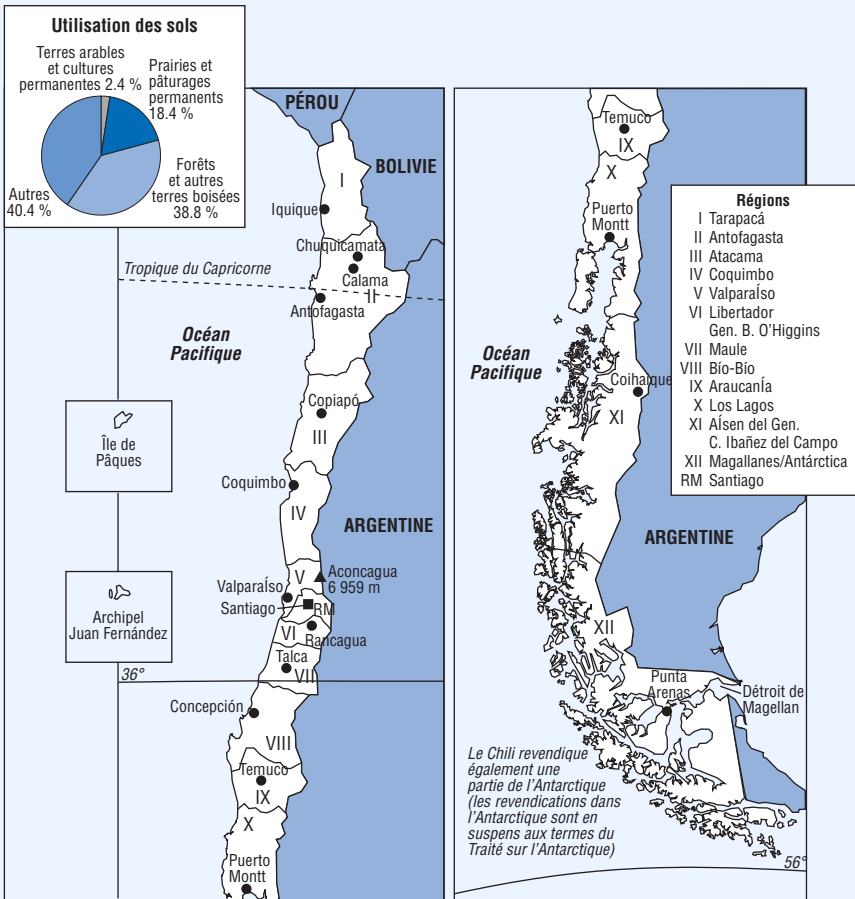 Utilisation des sols
Terres arables
et cultures
permanentes 2.4 %
Prairies et
pâturages
permanents
18.4 %
Forêts
et autres
terres boisées
38.8 %
Autres
40.4 %
PÉROU
BOLIVIE
I
Iquique
Chuquicamata
Calama
II
Tropique du Capricorne
Antofagasta
Océan
Pacifique
Copiapó
III
Île de
Pâques
Coquimbo
IV
ARGENTINE
V
Aconcagua
6 959 m
Valparaíso
Santiago
RM
Archipel
Juan Fernández
VI
Rancagua
Talca
VII
36°
Concepción
VIII
Temuco
IX
X
Puerto
Montt
Temuco
IX
X
Puerto
Montt
Océan
Pacifique
Coihaique
XI
ARGENTINE
XII
Punta
Arenas
Détroit de
Magellan
Le Chili revendique
également une
partie de l'Antarctique
(les revendications dans
l'Antarctique sont en
suspens aux termes du
Traité sur l'Antarctique)
56°
Régions
I Tarapacá
II Antofagasta
III Atacama
IV Coquimbo
V Valparaíso
VI Libertador
Gen. B. O'Higgins
VII Maule
VIII Bío-Bío
IX Araucanía
X Los Lagos
XI Aísen del Gen.
C. Ibañez del Campo
XII Magallanes/Antárctica
RM Santiago